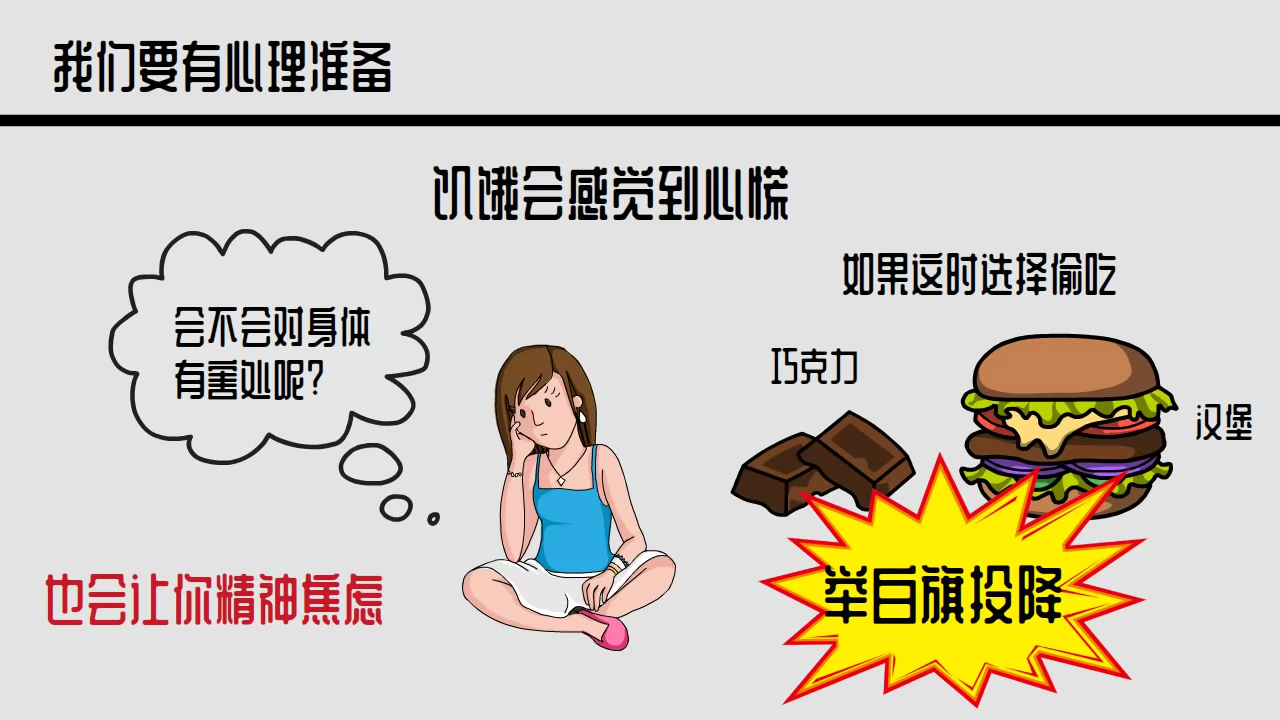 我们要有心理准备
饥饿会感觉到心慌
如果这时选择偷吃
会不会对身体
有害处呢?
巧克力
汉堡
也会让你精神焦虑
举白旗投降